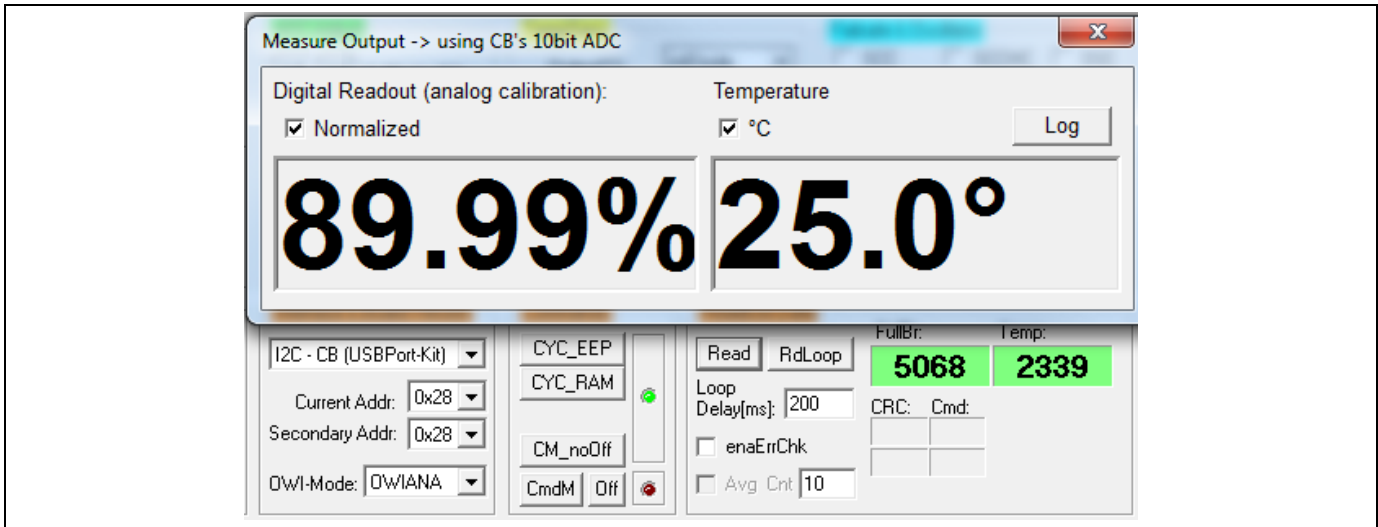 Measure Output -> using CB's 10bit ADC
x
Digital Readout (analog calibration):
Temperature
Normalized
°C
Log
89.99%
25.0°
I2C - CB (USBPort-Kit)
Current Addr: 0x28
Secondary Addr: 0x28
OWI-Mode: OWIANA
CYC_EEP
CYC_RAM
CM_noOff
CmdM Off
Read RdLoop
Loop
Delay[ms]: 200
enaErrChk
Avg Cnt 10
FullBr: Temp:
5068 2339
CRC: Cmd: